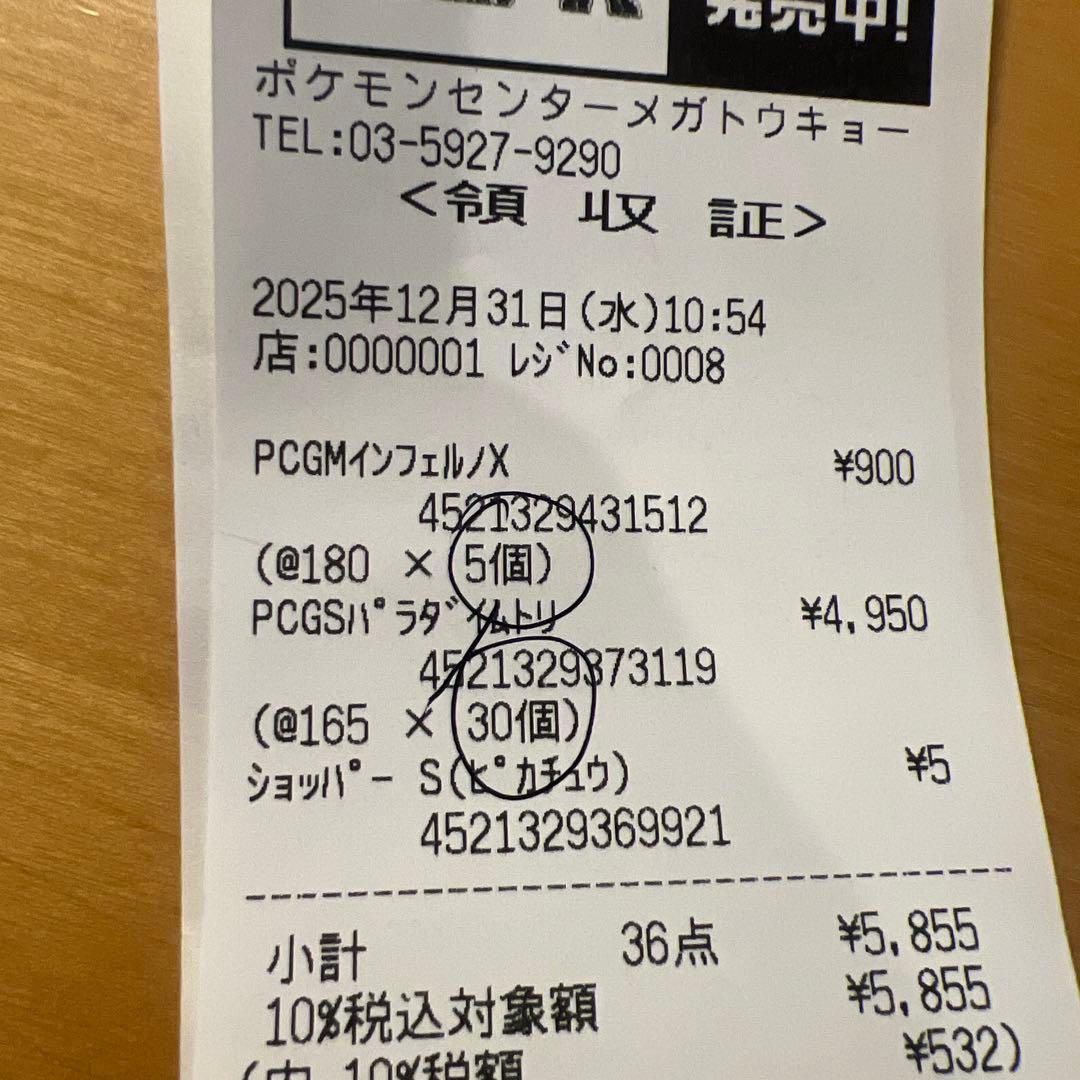 発売中!
ポケモンセンターメガトウキョー
TEL:03-5927-9290
<領 収 証>
2025年12月31日(水)10:54
店:0000001 ﾚｼﾞNo:0008
PCGMｲﾝﾌｪﾙﾉX ¥900
4521329431512
(@180 × 5個)
PCGSﾊﾟﾗﾀﾞｲﾑﾄﾘ ¥4,950
4521329373119
(@165 × 30個)
ｼｮｯﾊﾟｰ S(ﾋﾟｶﾁｭｳ) ¥5
4521329369921
小計 36点 ¥5,855
10%税込対象額 ¥5,855
(内 10%税額 ¥532)